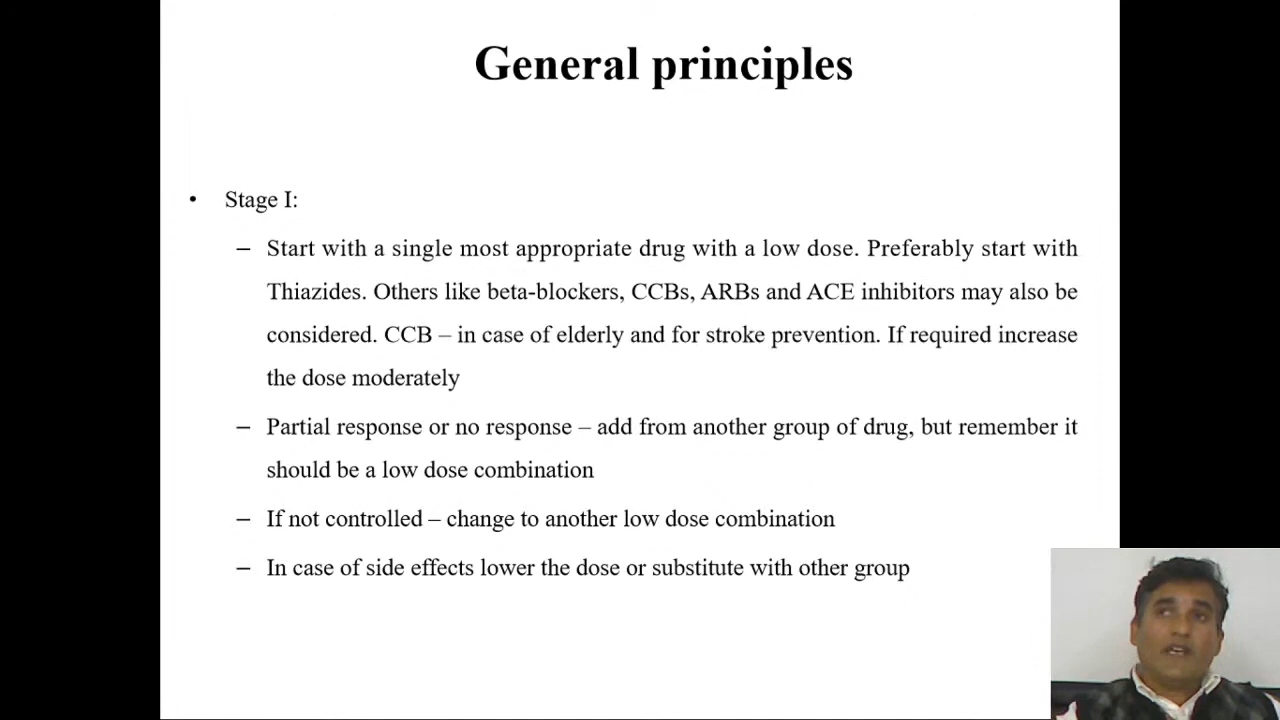 General principles
• Stage I:
– Start with a single most appropriate drug with a low dose. Preferably start with
Thiazides. Others like beta-blockers, CCBs, ARBs and ACE inhibitors may also be
considered. CCB – in case of elderly and for stroke prevention. If required increase
the dose moderately
– Partial response or no response – add from another group of drug, but remember it
should be a low dose combination
– If not controlled – change to another low dose combination
– In case of side effects lower the dose or substitute with other group